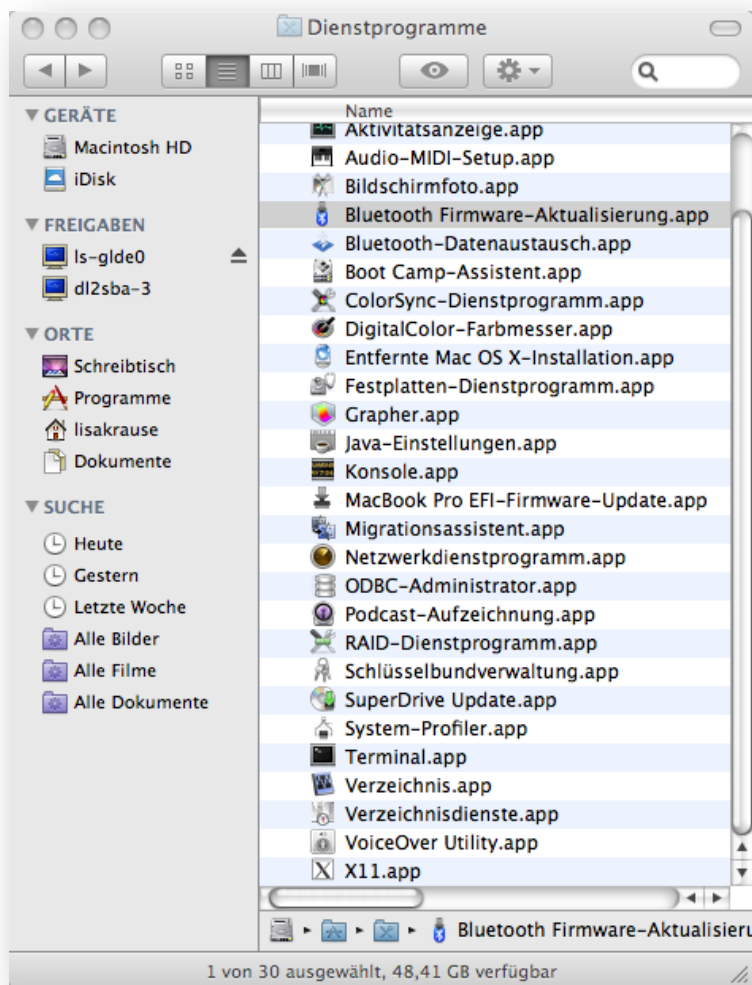 Dienstprogramme
GERÄTE
Macintosh HD
iDisk
FREIGABEN
ls-glde0
dl2sba-3
ORTE
Schreibtisch
Programme
lisakrause
Dokumente
SUCHE
Heute
Gestern
Letzte Woche
Alle Bilder
Alle Filme
Alle Dokumente
Name
Aktivitätsanzeige.app
Audio-MIDI-Setup.app
Bildschirmfoto.app
Bluetooth Firmware-Aktualisierung.app
Bluetooth-Datenaustausch.app
Boot Camp-Assistent.app
ColorSync-Dienstprogramm.app
DigitalColor-Farbmesser.app
Entfernte Mac OS X-Installation.app
Festplatten-Dienstprogramm.app
Grapher.app
Java-Einstellungen.app
Konsole.app
MacBook Pro EFI-Firmware-Update.app
Migrationsassistent.app
Netzwerkdienstprogramm.app
ODBC-Administrator.app
Podcast-Aufzeichnung.app
RAID-Dienstprogramm.app
Schlüsselbundverwaltung.app
SuperDrive Update.app
System-Profiler.app
Terminal.app
Verzeichnis.app
Verzeichnisdienste.app
VoiceOver Utility.app
X11.app
Bluetooth Firmware-Aktualisieru
1 von 30 ausgewählt, 48,41 GB verfügbar